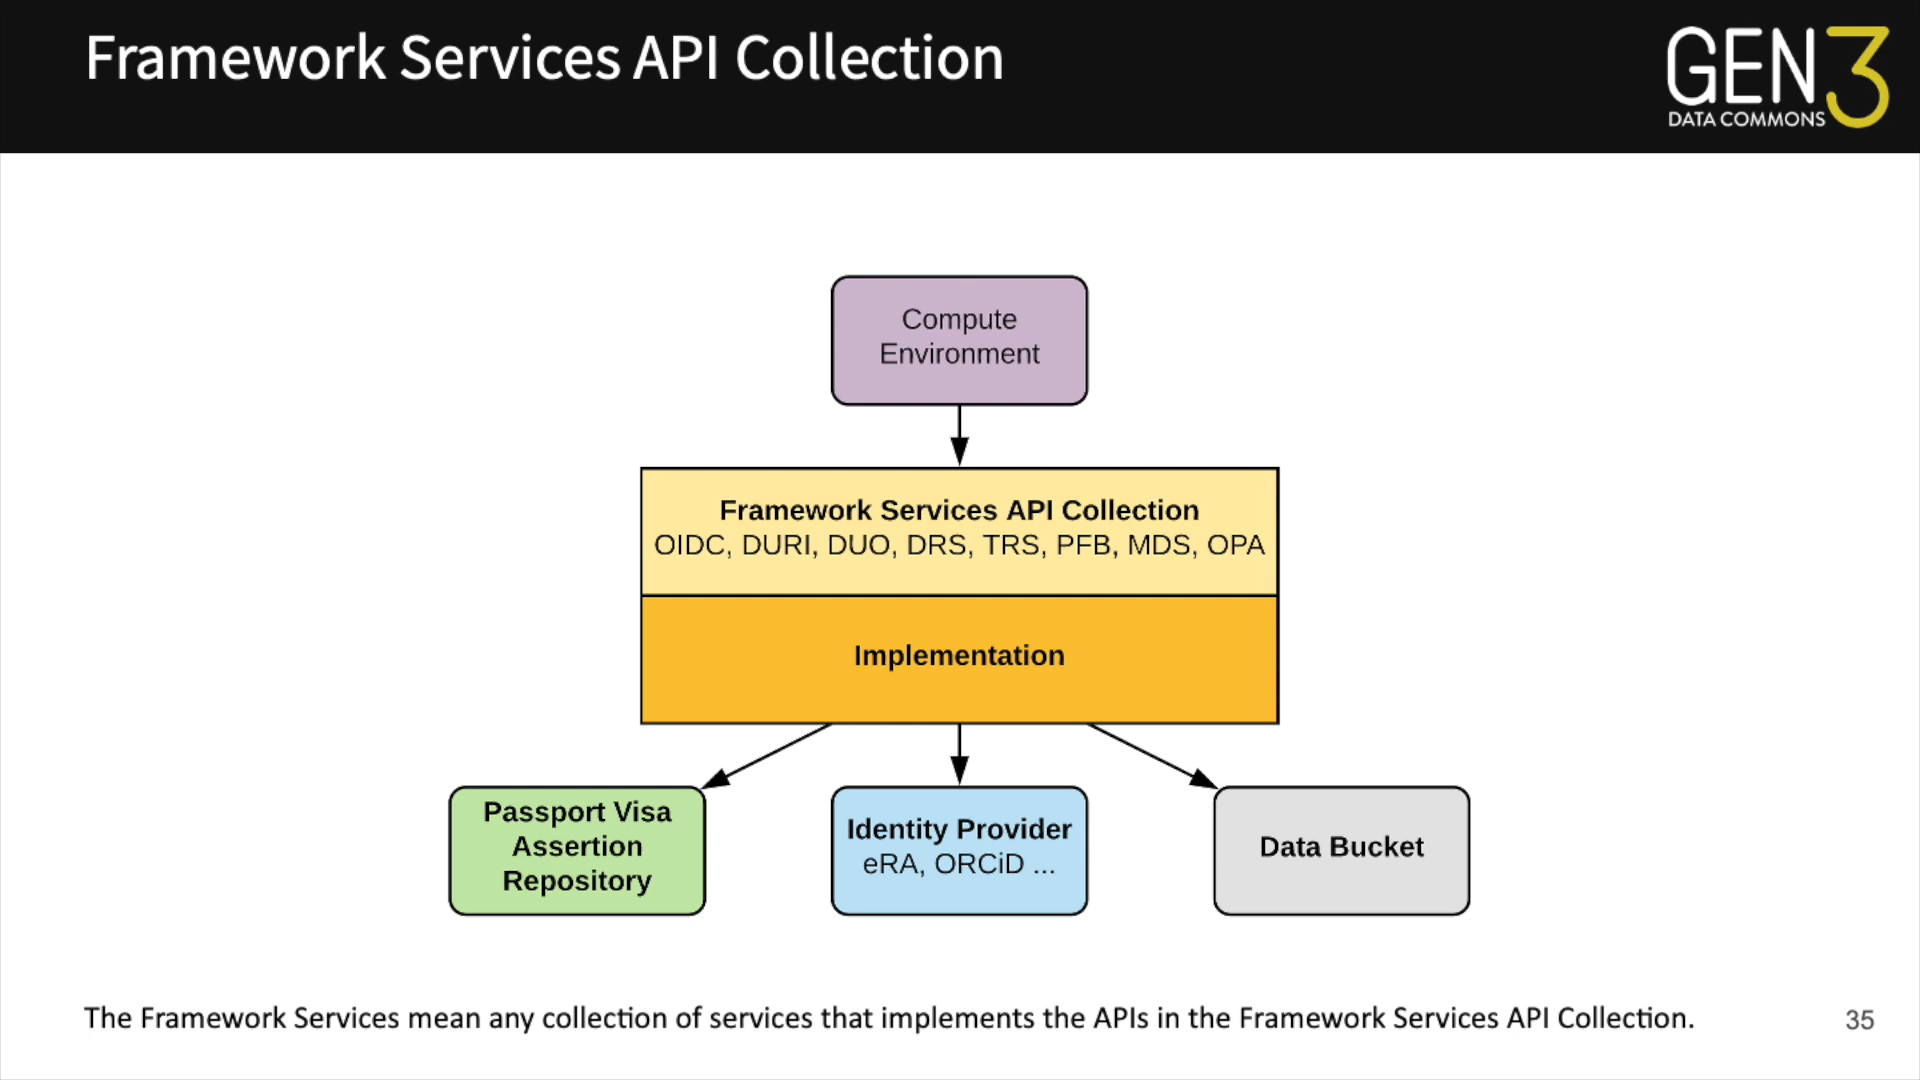 Framework Services API Collection
GEN3
DATA COMMONS
Compute
Environment
Framework Services API Collection
OIDC, DURI, DUO, DRS, TRS, PFB, MDS, OPA
Implementation
Passport Visa
Assertion
Repository
Identity Provider
eRA, ORCiD ...
Data Bucket
The Framework Services mean any collection of services that implements the APIs in the Framework Services API Collection.
35